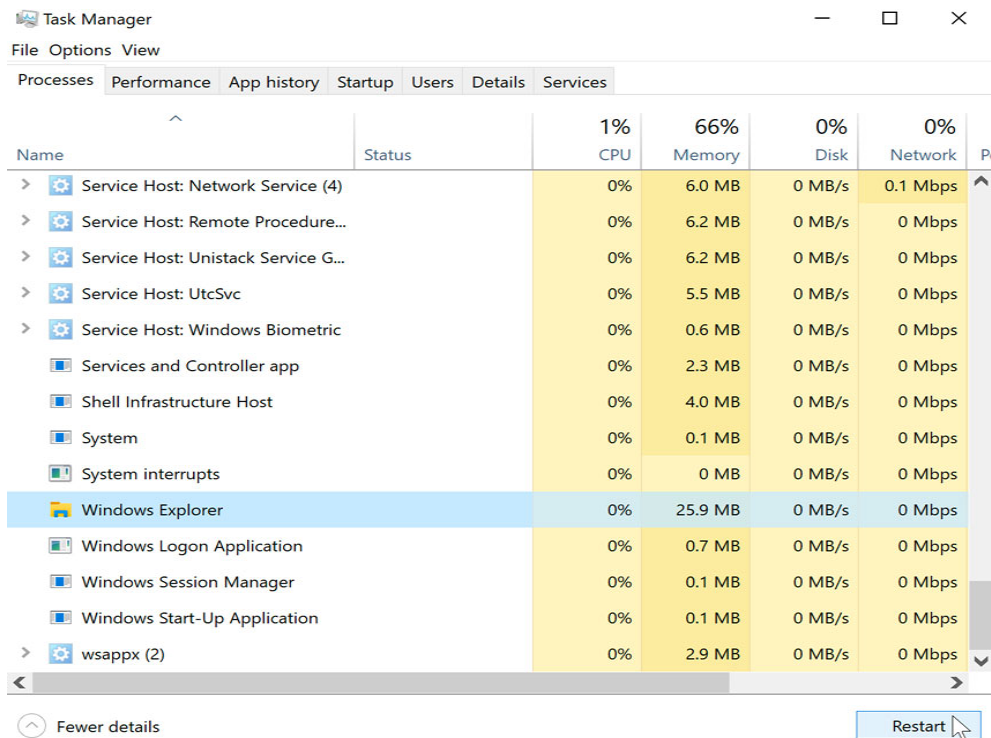 Task Manager
File Options View
Processes Performance App history Startup Users Details Services
1% 66% 0% 0%
Name Status CPU Memory Disk Network
Service Host: Network Service (4) 0% 6.0 MB 0 MB/s 0.1 Mbps
Service Host: Remote Procedure... 0% 6.2 MB 0 MB/s 0 Mbps
Service Host: Unistack Service G... 0% 6.2 MB 0 MB/s 0 Mbps
Service Host: UtcSvc 0% 5.5 MB 0 MB/s 0 Mbps
Service Host: Windows Biometric 0% 0.6 MB 0 MB/s 0 Mbps
Services and Controller app 0% 2.3 MB 0 MB/s 0 Mbps
Shell Infrastructure Host 0% 4.0 MB 0 MB/s 0 Mbps
System 0% 0.1 MB 0 MB/s 0 Mbps
System interrupts 0% 0 MB 0 MB/s 0 Mbps
Windows Explorer 0% 25.9 MB 0 MB/s 0 Mbps
Windows Logon Application 0% 0.7 MB 0 MB/s 0 Mbps
Windows Session Manager 0% 0.1 MB 0 MB/s 0 Mbps
Windows Start-Up Application 0% 0.1 MB 0 MB/s 0 Mbps
wsappx (2) 0% 2.9 MB 0 MB/s 0 Mbps
Fewer details Restart